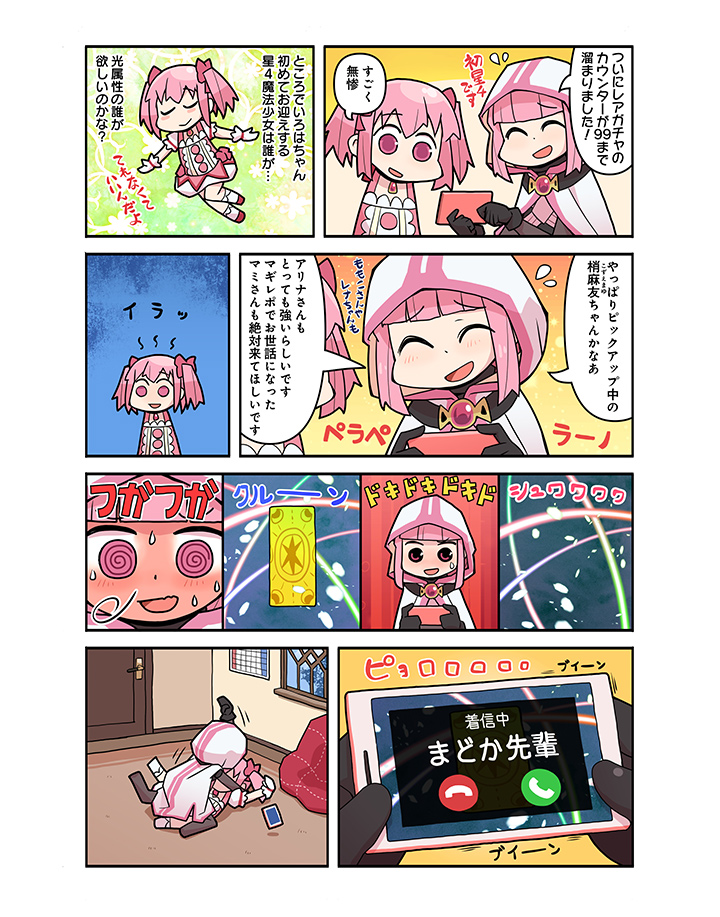 ついにレアガチャの
カウンターが99まで
溜まりました！
初星4
です
すごく
無惨
ところでいろはちゃん
初めてお迎えする
星4魔法少女は誰が…
光属性の誰が
欲しいのかな？
てれなくて
いいんだよ
やっぱりピックアップ中の
梢麻友ちゃんかなあ
こずえまゆ
ももこさんや
レナちゃんも
アリナさんも
とっても強いらしいです
マギレポでお世話になった
マミさんも絶対来てほしいです
ペラペ
ラーノ
イラッ
シュワワワワ
ドキドキドキド
クルーーン
フガフガ
ピョロロロロロ
ブイーン
着信中
まどか先輩
ブイーン